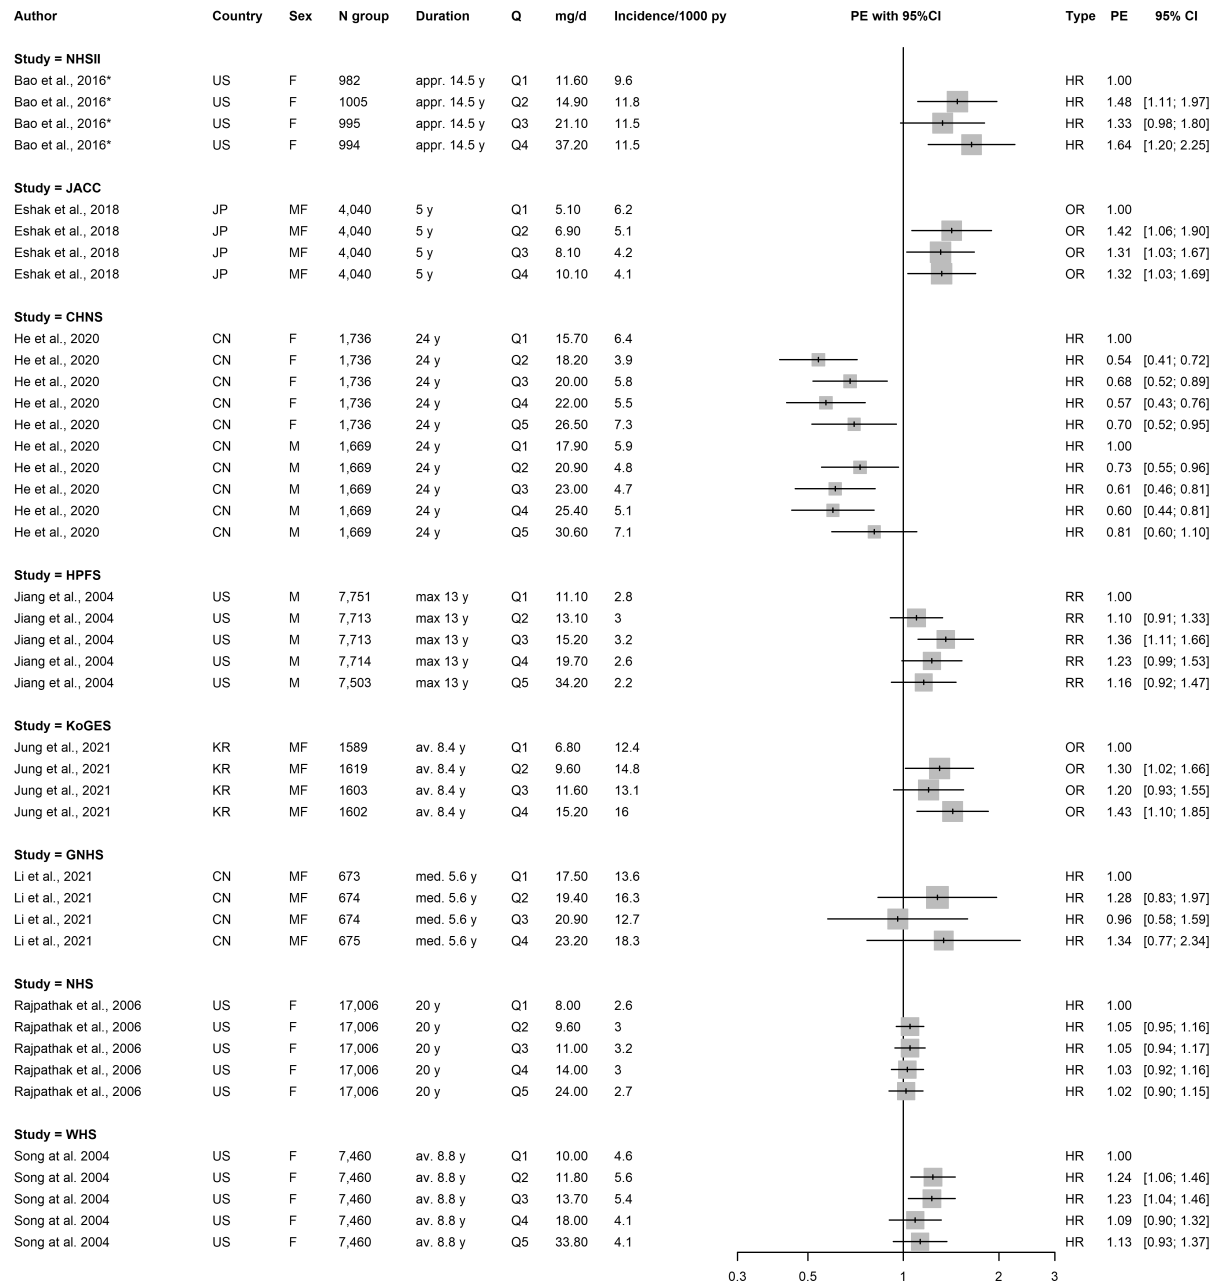 Author Country Sex N group Duration Q mg/d Incidence/1000 py PE with 95%CI Type PE 95% CI
Study = NHSII
Bao et al., 2016* US F 982 appr. 14.5 y Q1 11.60 9.6 HR 1.00
Bao et al., 2016* US F 1005 appr. 14.5 y Q2 14.90 11.8 HR 1.48 [1.11; 1.97]
Bao et al., 2016* US F 995 appr. 14.5 y Q3 21.10 11.5 HR 1.33 [0.98; 1.80]
Bao et al., 2016* US F 994 appr. 14.5 y Q4 37.20 11.5 HR 1.64 [1.20; 2.25]
Study = JACC
Eshak et al., 2018 JP MF 4,040 5 y Q1 5.10 6.2 OR 1.00
Eshak et al., 2018 JP MF 4,040 5 y Q2 6.90 5.1 OR 1.42 [1.06; 1.90]
Eshak et al., 2018 JP MF 4,040 5 y Q3 8.10 4.2 OR 1.31 [1.03; 1.67]
Eshak et al., 2018 JP MF 4,040 5 y Q4 10.10 4.1 OR 1.32 [1.03; 1.69]
Study = CHNS
He et al., 2020 CN F 1,736 24 y Q1 15.70 6.4 HR 1.00
He et al., 2020 CN F 1,736 24 y Q2 18.20 3.9 HR 0.54 [0.41; 0.72]
He et al., 2020 CN F 1,736 24 y Q3 20.00 5.8 HR 0.68 [0.52; 0.89]
He et al., 2020 CN F 1,736 24 y Q4 22.00 5.5 HR 0.57 [0.43; 0.76]
He et al., 2020 CN F 1,736 24 y Q5 26.50 7.3 HR 0.70 [0.52; 0.95]
He et al., 2020 CN M 1,669 24 y Q1 17.90 5.9 HR 1.00
He et al., 2020 CN M 1,669 24 y Q2 20.90 4.8 HR 0.73 [0.55; 0.96]
He et al., 2020 CN M 1,669 24 y Q3 23.00 4.7 HR 0.61 [0.46; 0.81]
He et al., 2020 CN M 1,669 24 y Q4 25.40 5.1 HR 0.60 [0.44; 0.81]
He et al., 2020 CN M 1,669 24 y Q5 30.60 7.1 HR 0.81 [0.60; 1.10]
Study = HPFS
Jiang et al., 2004 US M 7,751 max 13 y Q1 11.10 2.8 RR 1.00
Jiang et al., 2004 US M 7,713 max 13 y Q2 13.10 3 RR 1.10 [0.91; 1.33]
Jiang et al., 2004 US M 7,713 max 13 y Q3 15.20 3.2 RR 1.36 [1.11; 1.66]
Jiang et al., 2004 US M 7,714 max 13 y Q4 19.70 2.6 RR 1.23 [0.99; 1.53]
Jiang et al., 2004 US M 7,503 max 13 y Q5 34.20 2.2 RR 1.16 [0.92; 1.47]
Study = KoGES
Jung et al., 2021 KR MF 1589 av. 8.4 y Q1 6.80 12.4 OR 1.00
Jung et al., 2021 KR MF 1619 av. 8.4 y Q2 9.60 14.8 OR 1.30 [1.02; 1.66]
Jung et al., 2021 KR MF 1603 av. 8.4 y Q3 11.60 13.1 OR 1.20 [0.93; 1.55]
Jung et al., 2021 KR MF 1602 av. 8.4 y Q4 15.20 16 OR 1.43 [1.10; 1.85]
Study = GNHS
Li et al., 2021 CN MF 673 med. 5.6 y Q1 17.50 13.6 HR 1.00
Li et al., 2021 CN MF 674 med. 5.6 y Q2 19.40 16.3 HR 1.28 [0.83; 1.97]
Li et al., 2021 CN MF 674 med. 5.6 y Q3 20.90 12.7 HR 0.96 [0.58; 1.59]
Li et al., 2021 CN MF 675 med. 5.6 y Q4 23.20 18.3 HR 1.34 [0.77; 2.34]
Study = NHS
Rajpathak et al., 2006 US F 17,006 20 y Q1 8.00 2.6 HR 1.00
Rajpathak et al., 2006 US F 17,006 20 y Q2 9.60 3 HR 1.05 [0.95; 1.16]
Rajpathak et al., 2006 US F 17,006 20 y Q3 11.00 3.2 HR 1.05 [0.94; 1.17]
Rajpathak et al., 2006 US F 17,006 20 y Q4 14.00 3 HR 1.03 [0.92; 1.16]
Rajpathak et al., 2006 US F 17,006 20 y Q5 24.00 2.7 HR 1.02 [0.90; 1.15]
Study = WHS
Song at al. 2004 US F 7,460 av. 8.8 y Q1 10.00 4.6 HR 1.00
Song at al. 2004 US F 7,460 av. 8.8 y Q2 11.80 5.6 HR 1.24 [1.06; 1.46]
Song at al. 2004 US F 7,460 av. 8.8 y Q3 13.70 5.4 HR 1.23 [1.04; 1.46]
Song at al. 2004 US F 7,460 av. 8.8 y Q4 18.00 4.1 HR 1.09 [0.90; 1.32]
Song at al. 2004 US F 7,460 av. 8.8 y Q5 33.80 4.1 HR 1.13 [0.93; 1.37]
0.3 0.5 1 2 3